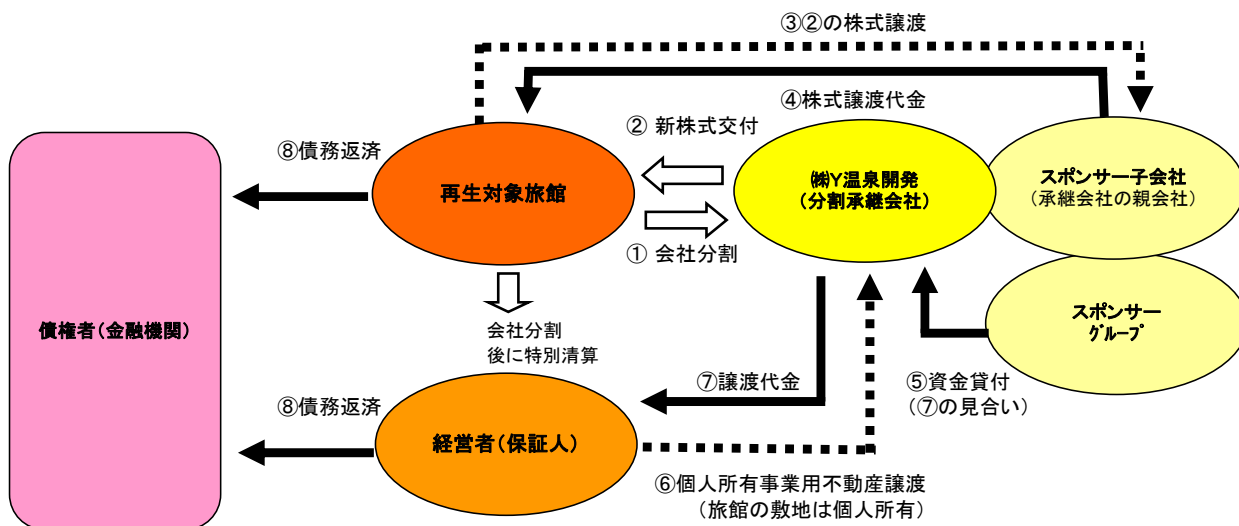 ③②の株式譲渡
④株式譲渡代金
② 新株式交付
⑧債務返済
再生対象旅館
㈱Y温泉開発
（分割承継会社）
スポンサー子会社
（承継会社の親会社）
① 会社分割
債権者（金融機関）
会社分割
後に特別清算
スポンサー
ｸﾞﾙｰﾌﾟ
⑦譲渡代金
⑤資金貸付
（⑦の見合い）
⑧債務返済
経営者（保証人）
⑥個人所有事業用不動産譲渡
（旅館の敷地は個人所有）